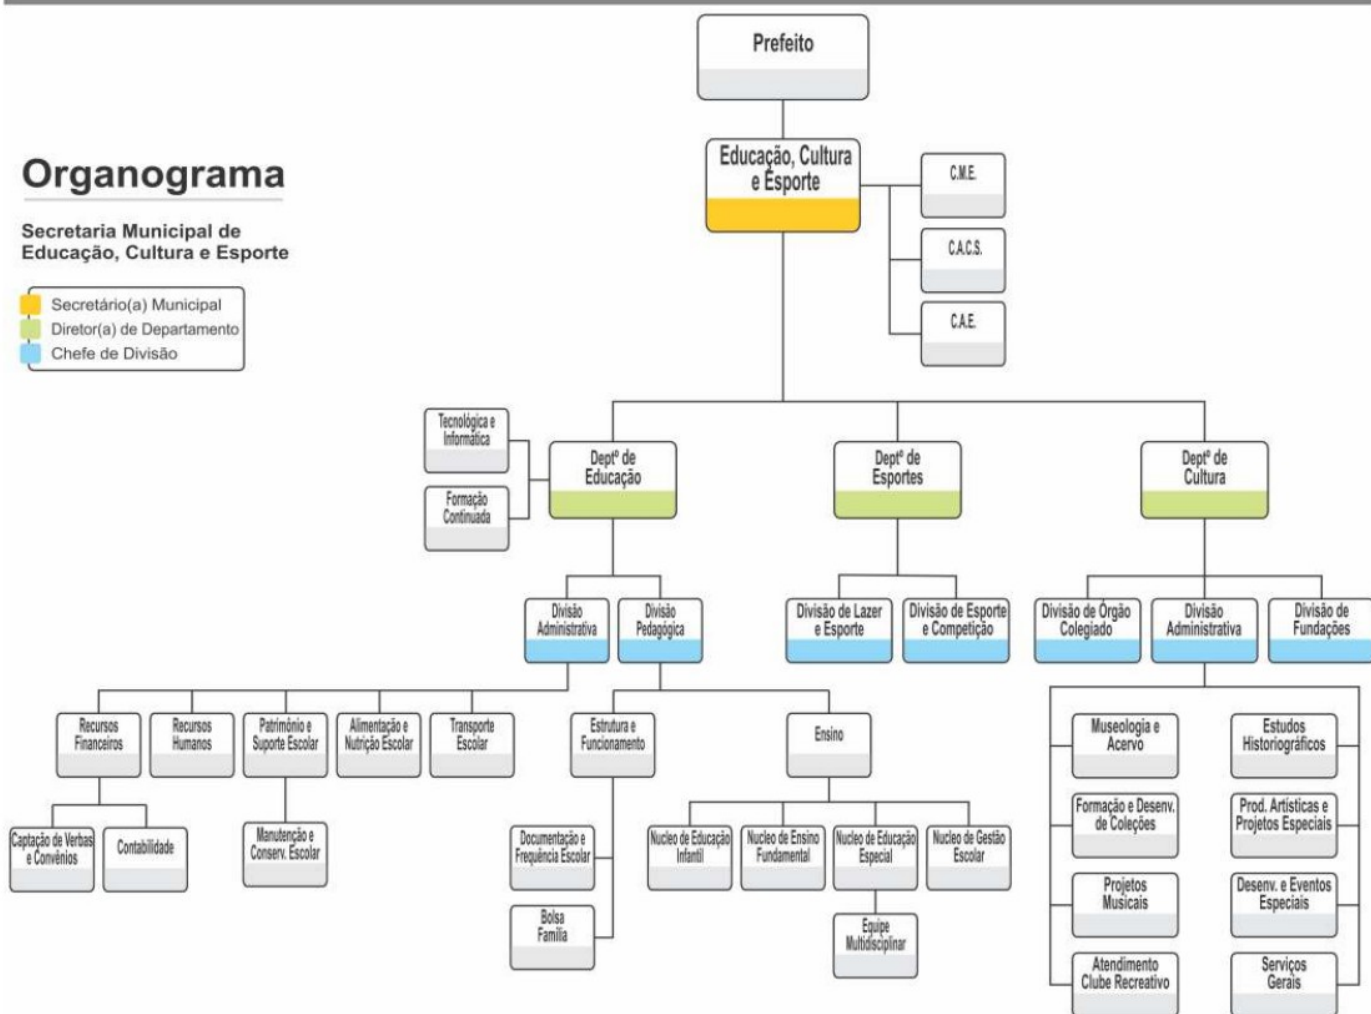 Prefeito
Educação, Cultura
e Esporte
C.M.E.
C.A.C.S.
C.A.E.
Organograma
Secretaria Municipal de
Educação, Cultura e Esporte
Secretário(a) Municipal
Diretor(a) de Departamento
Chefe de Divisão
Tecnológica e
Informática
Formação
Continuada
Deptº de
Educação
Deptº de
Esportes
Deptº de
Cultura
Divisão
Administrativa
Divisão
Pedagógica
Divisão de Lazer
e Esporte
Divisão de Esporte
e Competição
Divisão de Órgão
Colegiado
Divisão
Administrativa
Divisão de
Fundações
Recursos
Financeiros
Recursos
Humanos
Patrimônio e
Suporte Escolar
Alimentação e
Nutrição Escolar
Transporte
Escolar
Estrutura e
Funcionamento
Ensino
Captação de Verbas
e Convênios
Contabilidade
Manutenção e
Conserv. Escolar
Documentação e
Frequência Escolar
Bolsa
Família
Nucleo de Educação
Infantil
Nucleo de Ensino
Fundamental
Nucleo de Educação
Especial
Nucleo de Gestão
Escolar
Equipe
Multidisciplinar
Museologia e
Acervo
Estudos
Historiográficos
Formação e Desenv.
de Coleções
Prod. Artísticas e
Projetos Especiais
Projetos
Musicais
Desenv. e Eventos
Especiais
Atendimento
Clube Recreativo
Serviços
Gerais